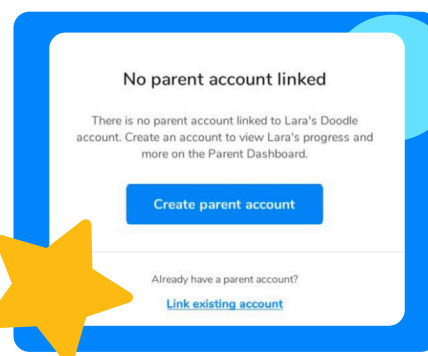 No parent account linked
There is no parent account linked to Lara's Doodle
account. Create an account to view Lara's progress and
more on the Parent Dashboard.
Create parent account
Already have a parent account?
Link existing account